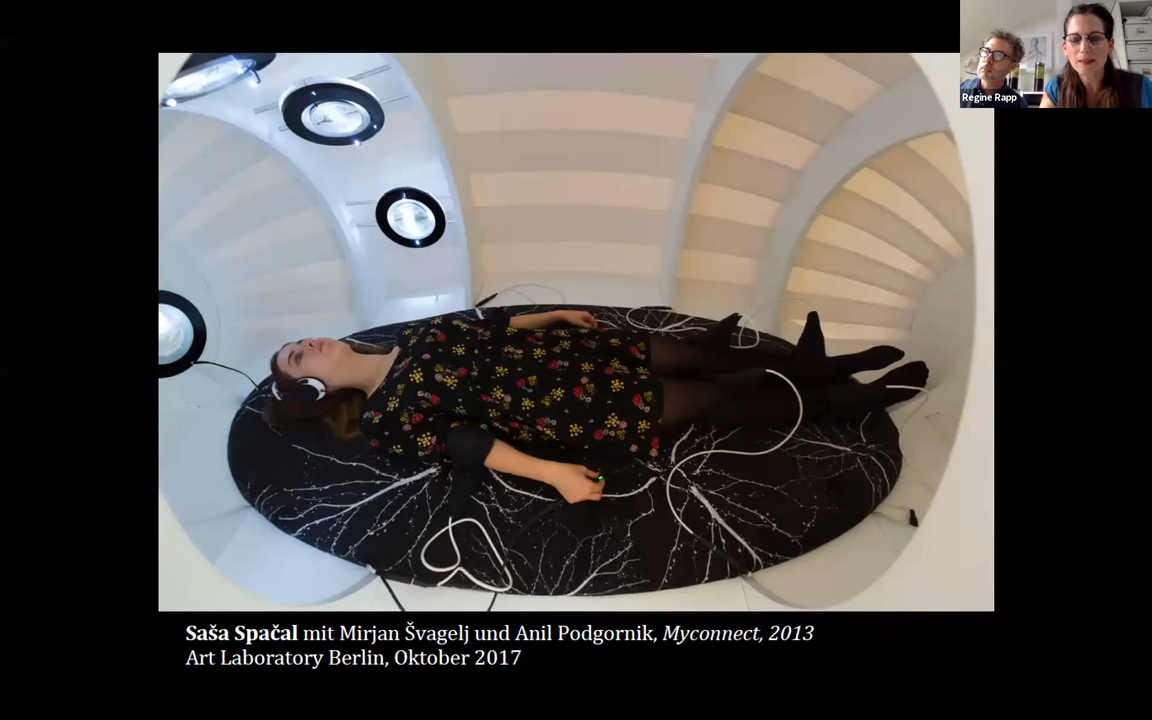 Regine Rapp
Saša Spačal mit Mirjan Švagelj und Anil Podgornik, Myconnect, 2013
Art Laboratory Berlin, Oktober 2017